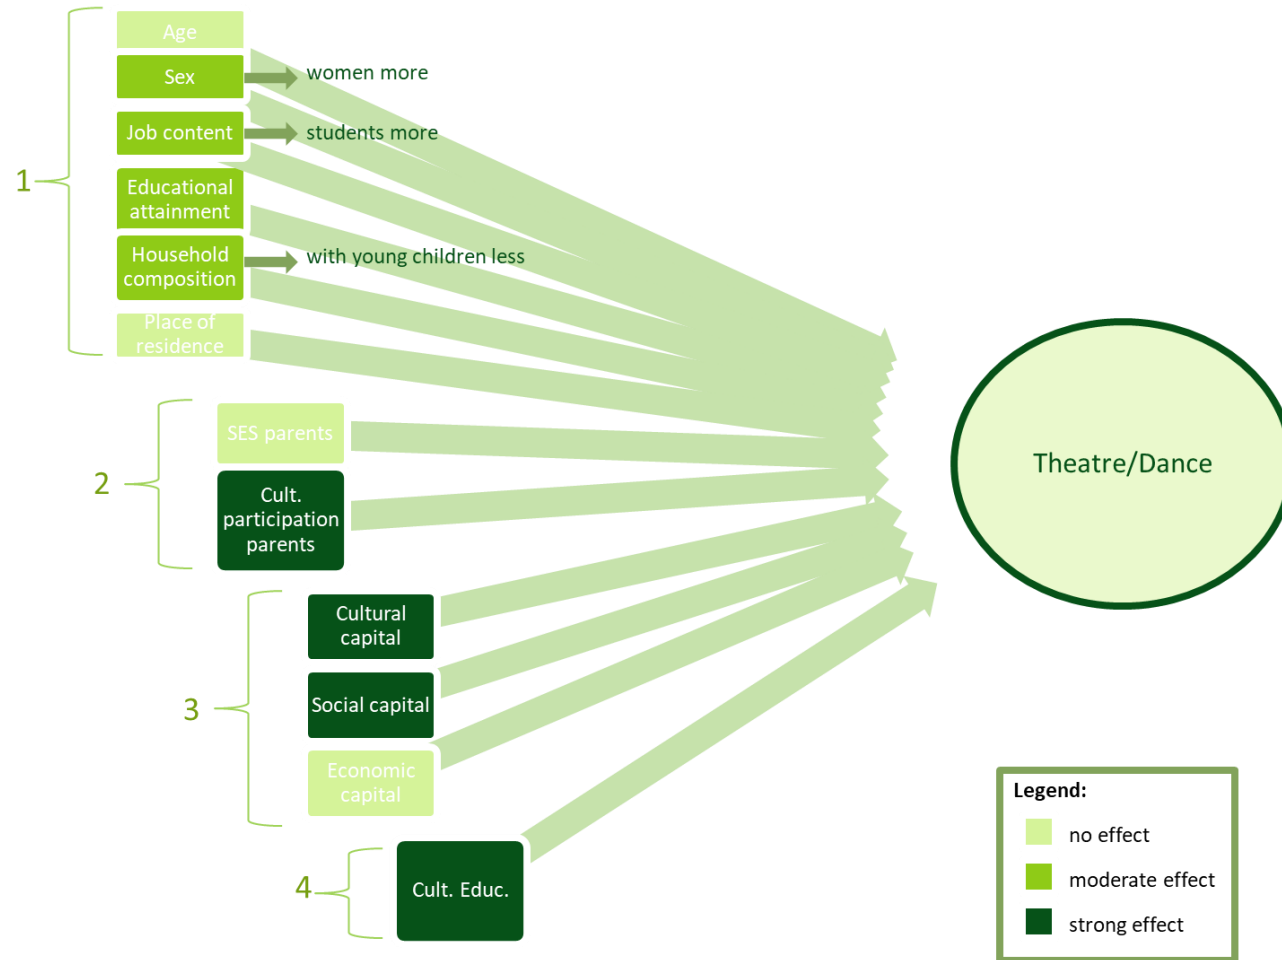 Age
Sex
women more
Job content
students more
1
Educational
attainment
Household
composition
with young children less
Place of
residence
2
SES parents
Cult.
participation
parents
Theatre/Dance
3
Cultural
capital
Social capital
Economic
capital
4
Cult. Educ.
Legend:
no effect
moderate effect
strong effect